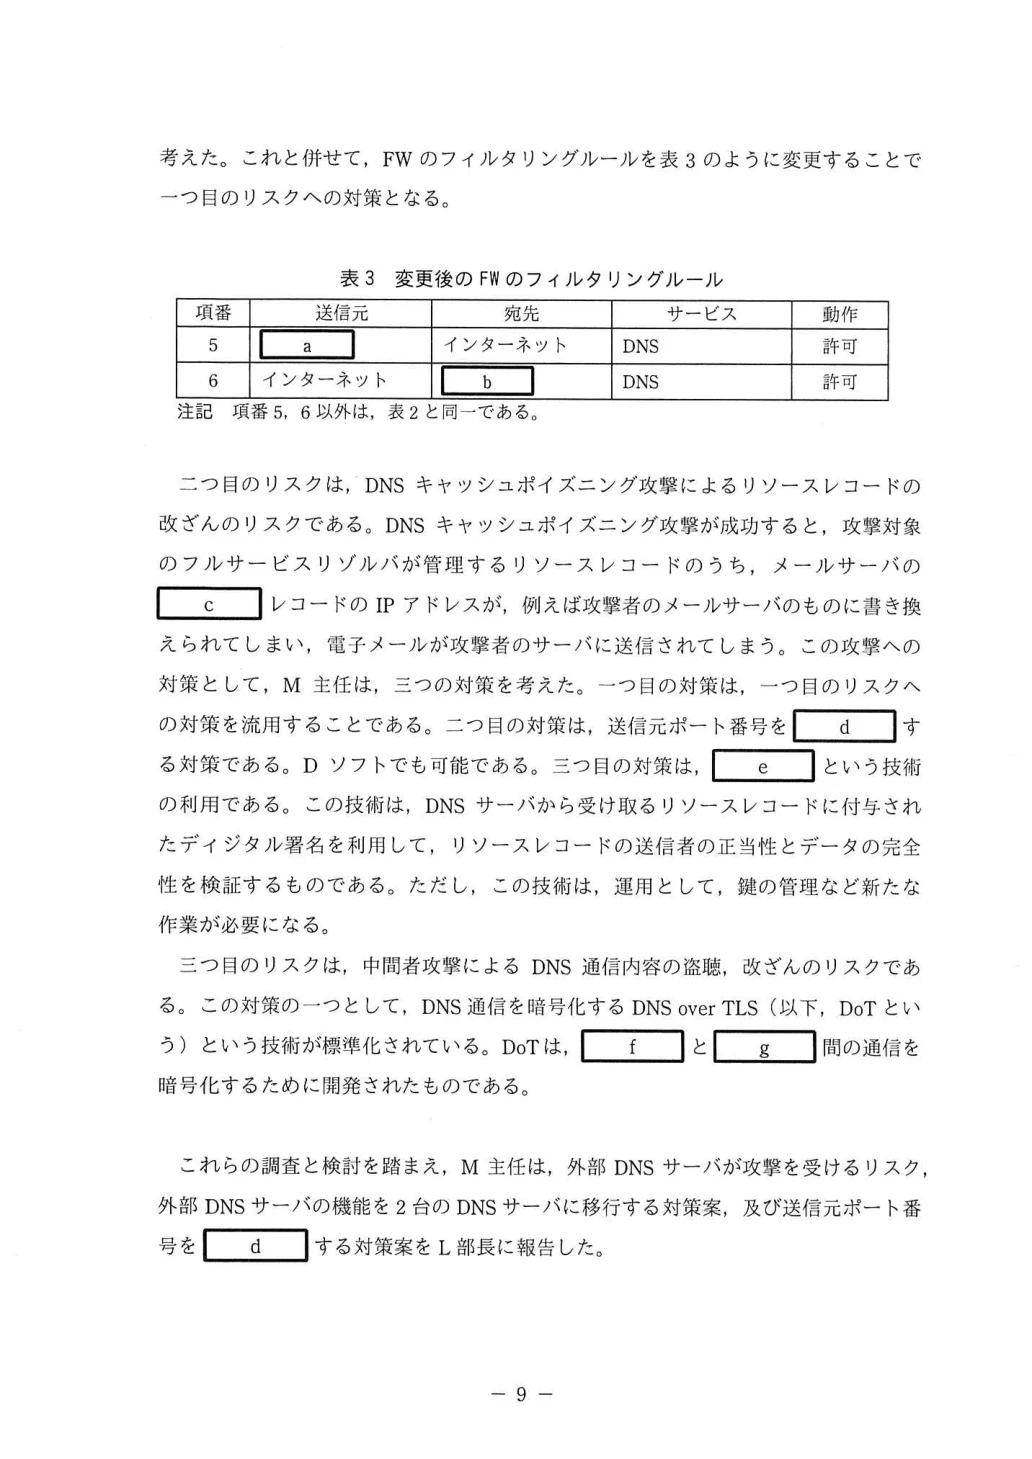 考えた。これと併せて，FW のフィルタリングルールを表 3 のように変更することで
一つ目のリスクへの対策となる。
表 3　変更後の FW のフィルタリングルール
項番　送信元　宛先　サービス　動作
5　a　インターネット　DNS　許可
6　インターネット　b　DNS　許可
注記　項番 5，6 以外は，表 2 と同一である。
二つ目のリスクは，DNS キャッシュポイズニング攻撃によるリソースレコードの
改ざんのリスクである。DNS キャッシュポイズニング攻撃が成功すると，攻撃対象
のフルサービスリゾルバが管理するリソースレコードのうち，メールサーバの
c レコードの IP アドレスが，例えば攻撃者のメールサーバのものに書き換
えられてしまい，電子メールが攻撃者のサーバに送信されてしまう。この攻撃への
対策として，M 主任は，三つの対策を考えた。一つ目の対策は，一つ目のリスクへ
の対策を流用することである。二つ目の対策は，送信元ポート番号を d す
る対策である。D ソフトでも可能である。三つ目の対策は， e という技術
の利用である。この技術は，DNS サーバから受け取るリソースレコードに付与され
たディジタル署名を利用して，リソースレコードの送信者の正当性とデータの完全
性を検証するものである。ただし，この技術は，運用として，鍵の管理など新たな
作業が必要になる。
三つ目のリスクは，中間者攻撃による DNS 通信内容の盗聴，改ざんのリスクであ
る。この対策の一つとして，DNS 通信を暗号化する DNS over TLS（以下，DoT とい
う）という技術が標準化されている。DoT は， f と g 間の通信を
暗号化するために開発されたものである。
これらの調査と検討を踏まえ，M 主任は，外部 DNS サーバが攻撃を受けるリスク，
外部 DNS サーバの機能を 2 台の DNS サーバに移行する対策案，及び送信元ポート番
号を d する対策案を L 部長に報告した。
－ 9 －